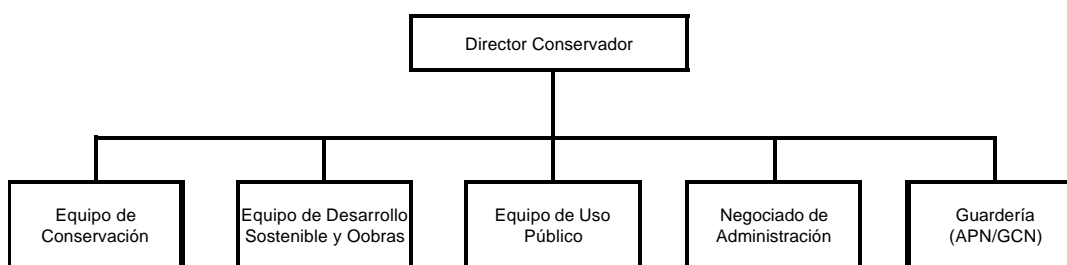 Director Conservador
Equipo de
Conservación
Equipo de Desarrollo
Sostenible y Oobras
Equipo de Uso
Público
Negociado de
Administración
Guardería
(APN/GCN)